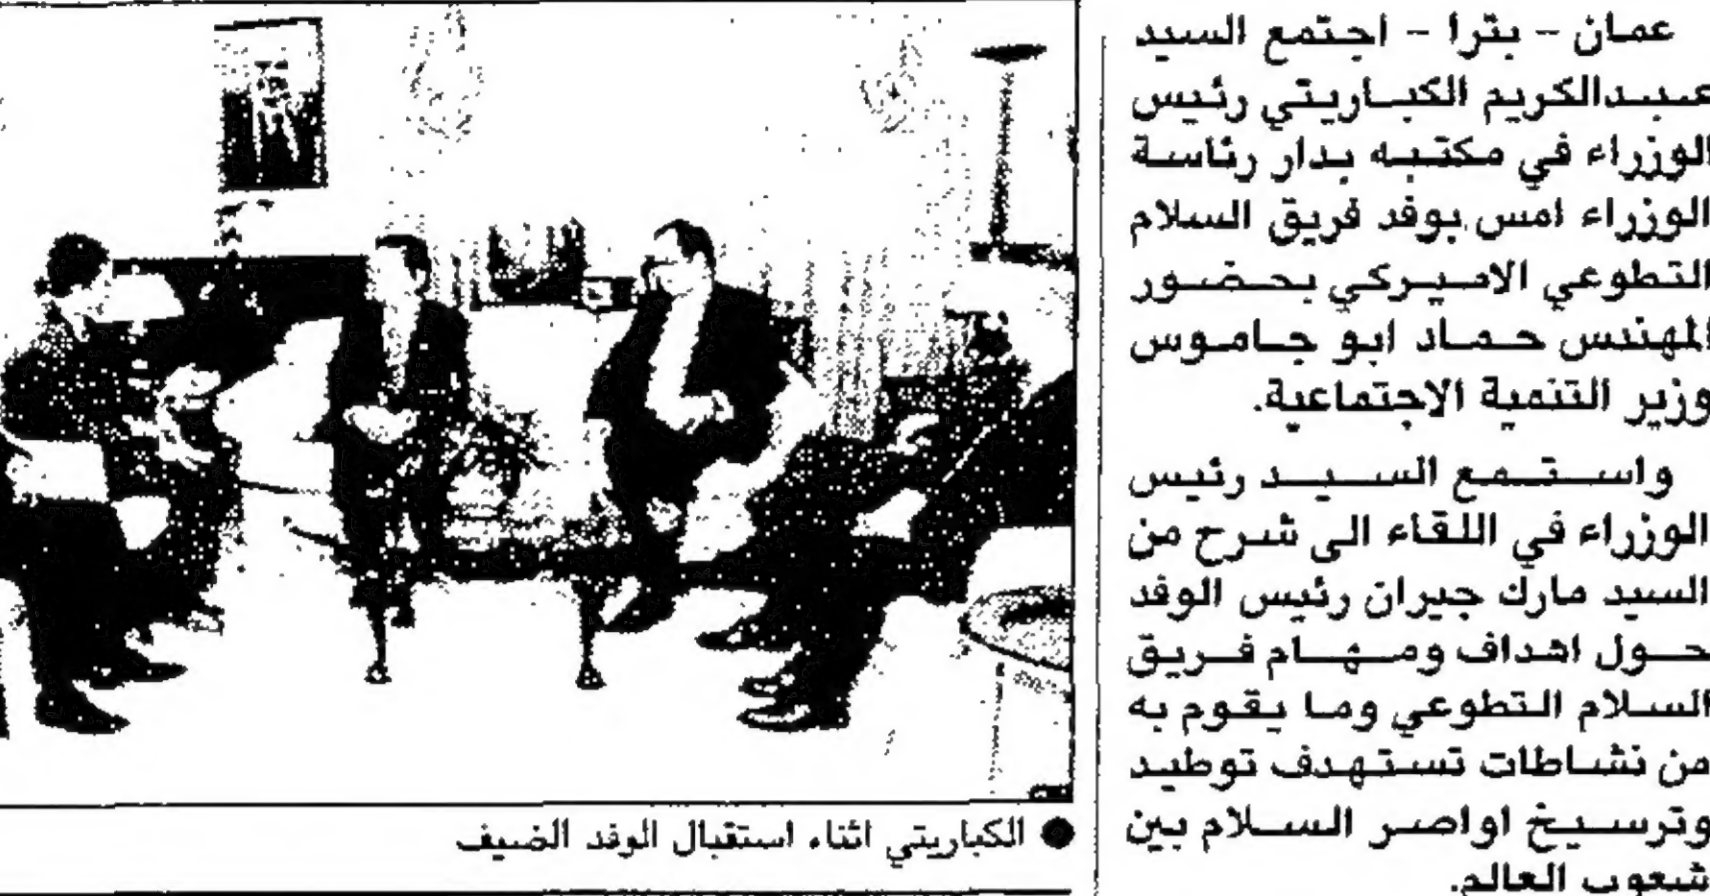 عمان - بترا - اجتمع السيد
عبدالكريم الكباريتي رئيس
الوزراء في مكتبه بدار رئاسة
الوزراء امس بوفد فريق السلام
التطوعي الاميركي بحضور
المهندس حماد ابو جاموس
وزير التنمية الاجتماعية.
واستمع السيد رئيس
الوزراء في اللقاء الى شرح من
السيد مارك جيران رئيس الوفد
حول اهداف ومهام فريق
السلام التطوعي وما يقوم به
من نشاطات تستهدف توطيد
وترسيخ اواصر السلام بين
شعوب العالم.
● الكباريتي اثناء استقبال الوفد الضيف